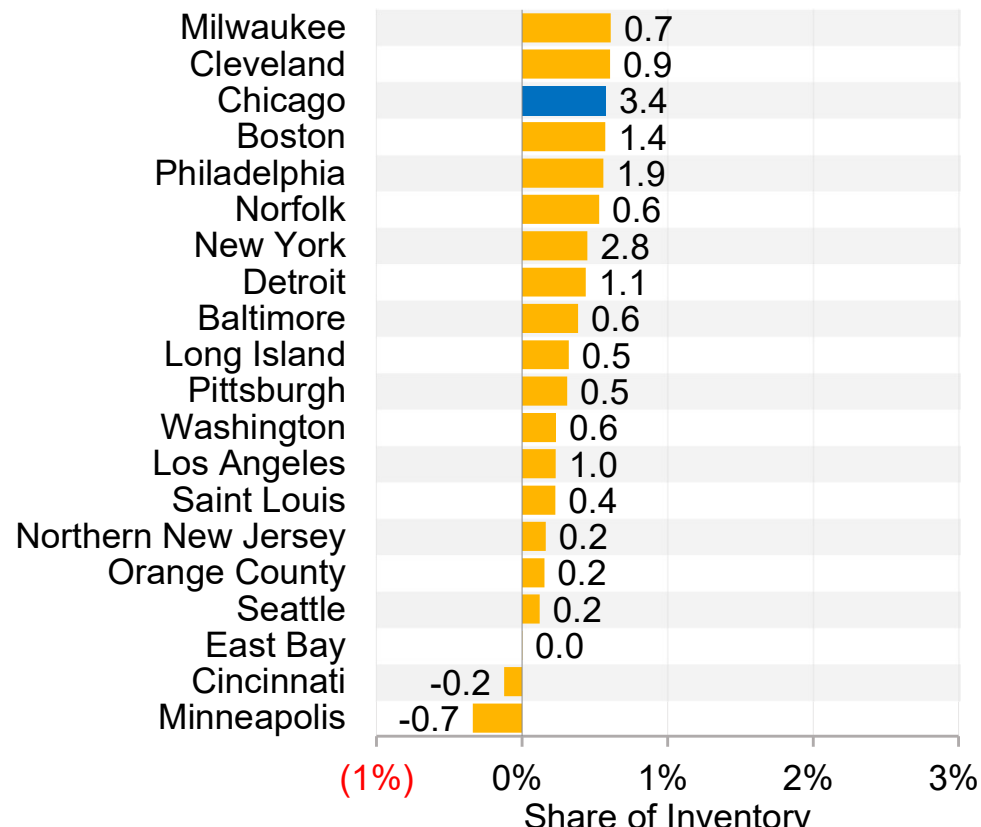 Milwaukee 0.7
Cleveland 0.9
Chicago 3.4
Boston 1.4
Philadelphia 1.9
Norfolk 0.6
New York 2.8
Detroit 1.1
Baltimore 0.6
Long Island 0.5
Pittsburgh 0.5
Washington 0.6
Los Angeles 1.0
Saint Louis 0.4
Northern New Jersey 0.2
Orange County 0.2
Seattle 0.2
East Bay 0.0
Cincinnati -0.2
Minneapolis -0.7
(1%) 0% 1% 2% 3%
Share of Inventory